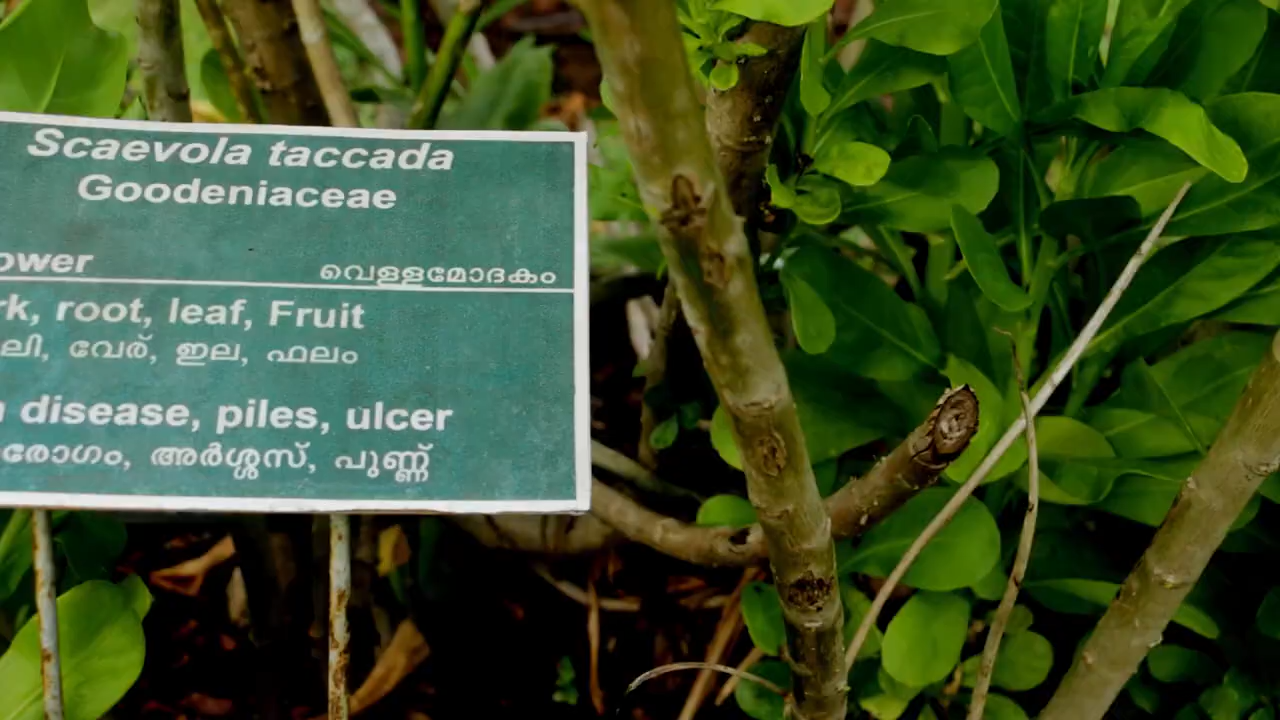 Scaevola taccada
Goodeniaceae
ower വെള്ളമോദകം
rk, root, leaf, Fruit
ലി, വേര്, ഇല, ഫലം
disease, piles, ulcer
രോഗം, അർശ്ശസ്, പുണ്ണ്